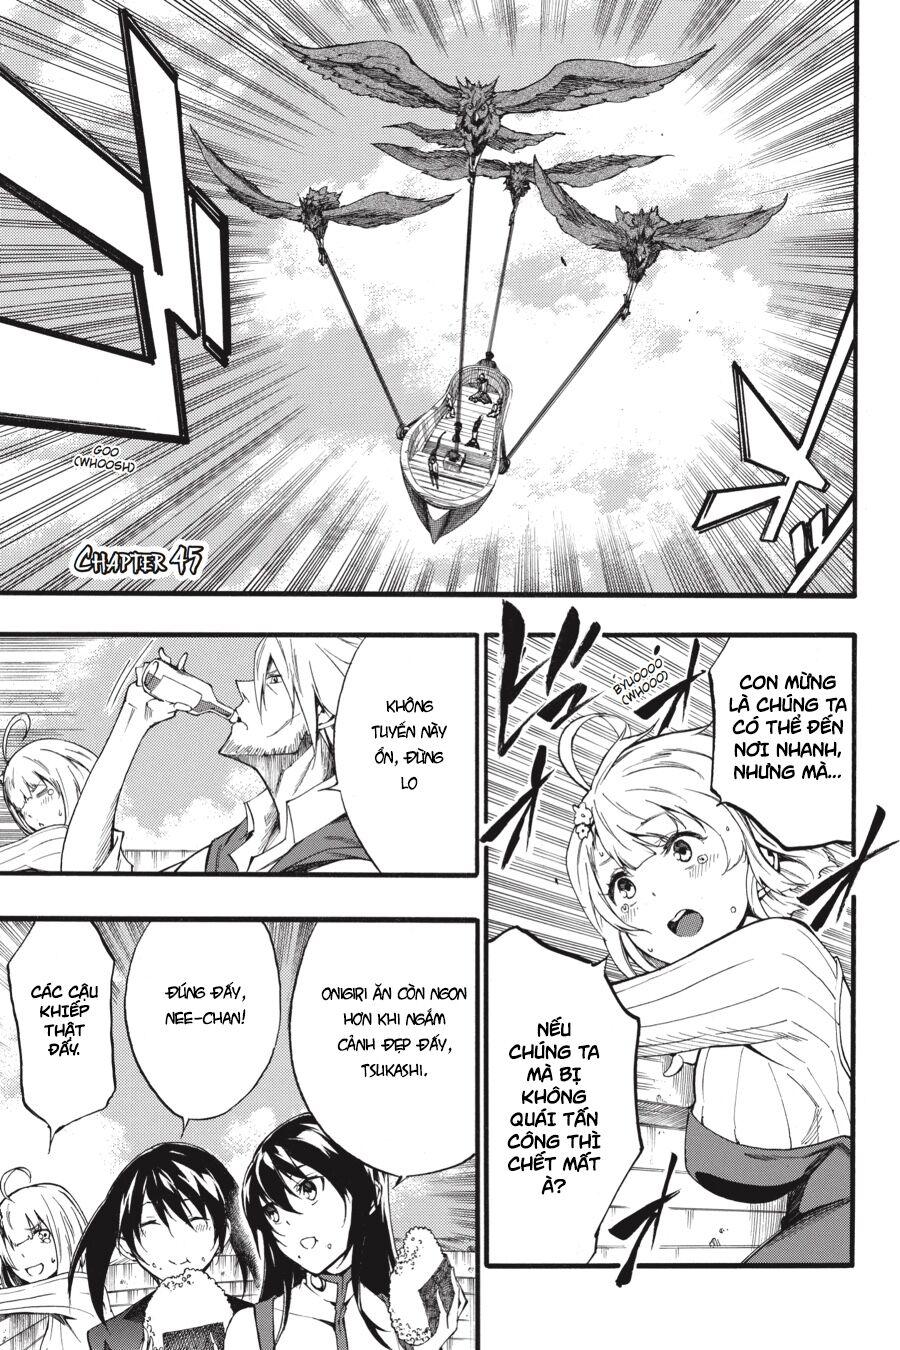 GOO
(WHOOSH)
CHAPTER 45
BYUOOOO
(WHOOO)
CON MỪNG
LÀ CHÚNG TA
CÓ THỂ ĐẾN
NƠI NHANH,
NHƯNG MÀ...
NẾU
CHÚNG TA
MÀ BỊ
KHÔNG
QUÁI TẤN
CÔNG THÌ
CHẾT MẤT
À?
KHÔNG
TUYẾN NÀY
ỔN, ĐỪNG
LO
ONIGIRI ĂN CÒN NGON
HƠN KHI NGẮM
CẢNH ĐẸP ĐẤY,
TSUKASHI.
ĐÚNG ĐẤY,
NEE-CHAN!
CÁC CẬU
KHIẾP
THẬT
ĐẤY.